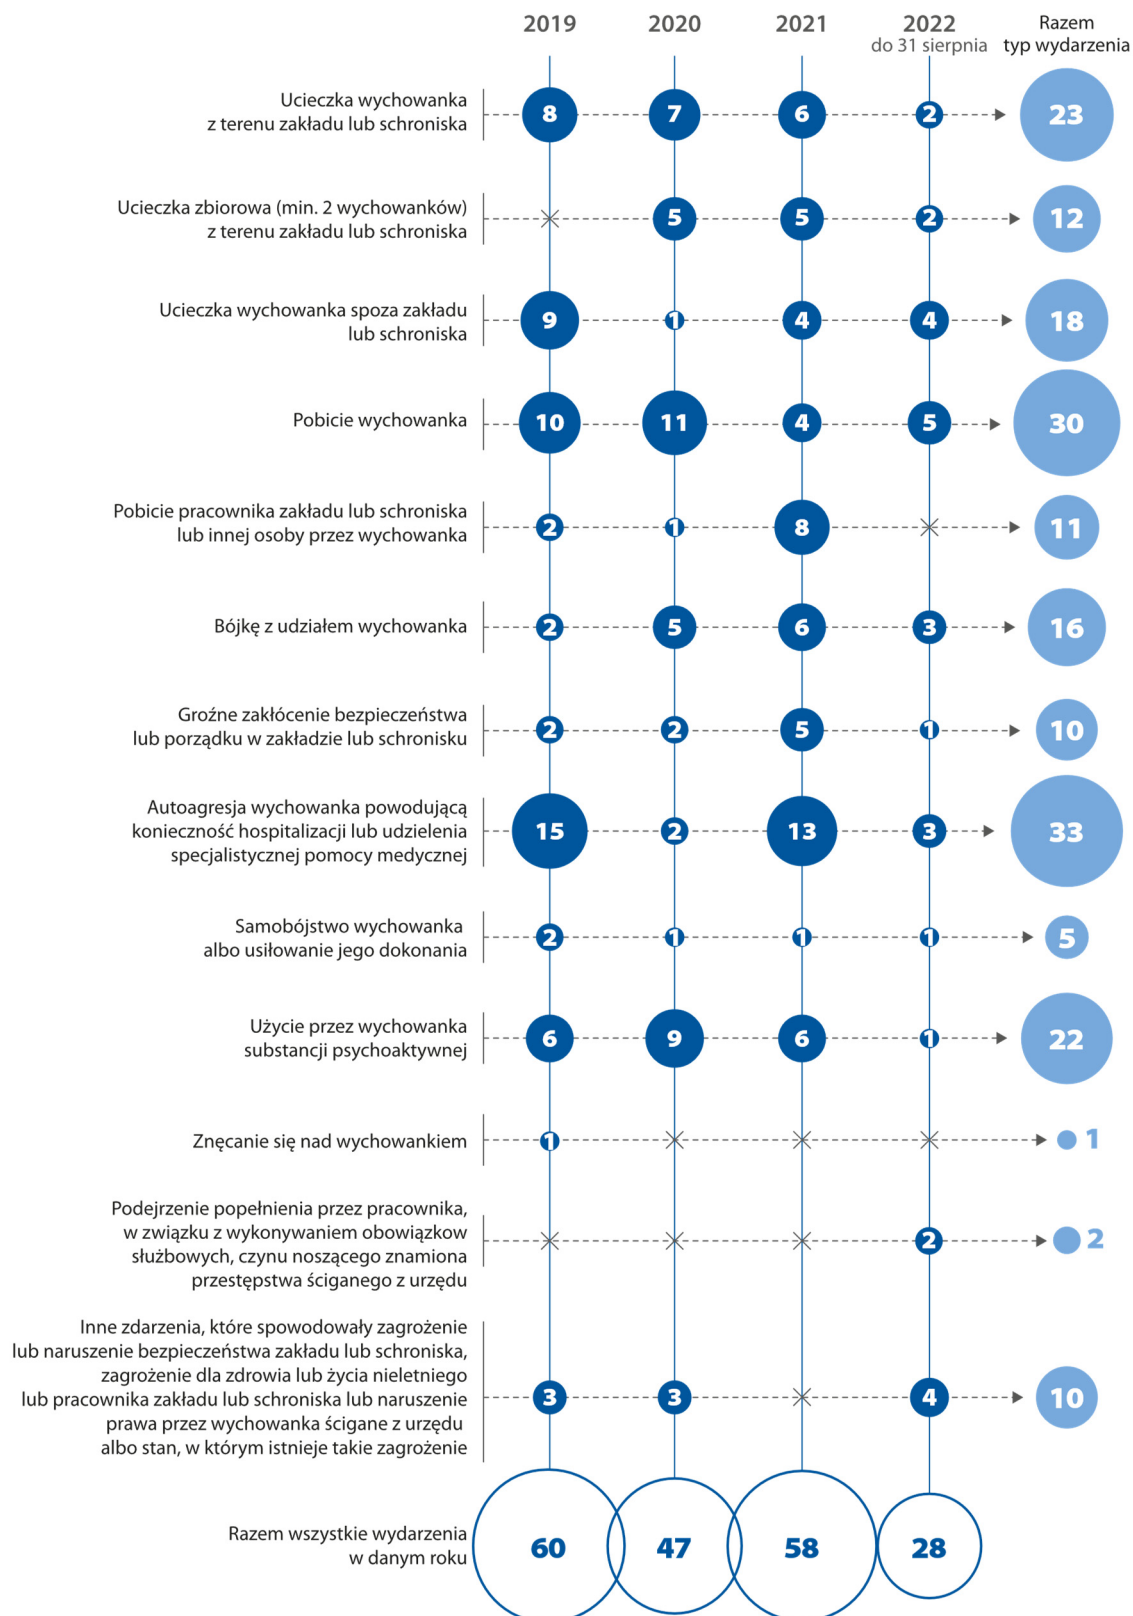 2019 2020 2021 2022 Razem
do 31 sierpnia typ wydarzenia
Ucieczka wychowanka
z terenu zakładu lub schroniska
8 7 6 2 23
Ucieczka zbiorowa (min. 2 wychowanków)
z terenu zakładu lub schroniska
5 5 2 12
Ucieczka wychowanka spoza zakładu
lub schroniska
9 1 4 4 18
Pobicie wychowanka
10 11 4 5 30
Pobicie pracownika zakładu lub schroniska
lub innej osoby przez wychowanka
2 1 8 11
Bójkę z udziałem wychowanka
2 5 6 3 16
Groźne zakłócenie bezpieczeństwa
lub porządku w zakładzie lub schronisku
2 2 5 1 10
Autoagresja wychowanka powodującą
konieczność hospitalizacji lub udzielenia
specjalistycznej pomocy medycznej
15 2 13 3 33
Samobójstwo wychowanka
albo usiłowanie jego dokonania
2 1 1 1 5
Użycie przez wychowanka
substancji psychoaktywnej
6 9 6 1 22
Znęcanie się nad wychowankiem
1 1
Podejrzenie popełnienia przez pracownika,
w związku z wykonywaniem obowiązkow
służbowych, czynu noszącego znamiona
przestępstwa ściganego z urzędu
2 2
Inne zdarzenia, które spowodowały zagrożenie
lub naruszenie bezpieczeństwa zakładu lub schroniska,
zagrożenie dla zdrowia lub życia nieletniego
lub pracownika zakładu lub schroniska lub naruszenie
prawa przez wychowanka ścigane z urzędu
albo stan, w którym istnieje takie zagrożenie
3 3 4 10
Razem wszystkie wydarzenia
w danym roku
60 47 58 28